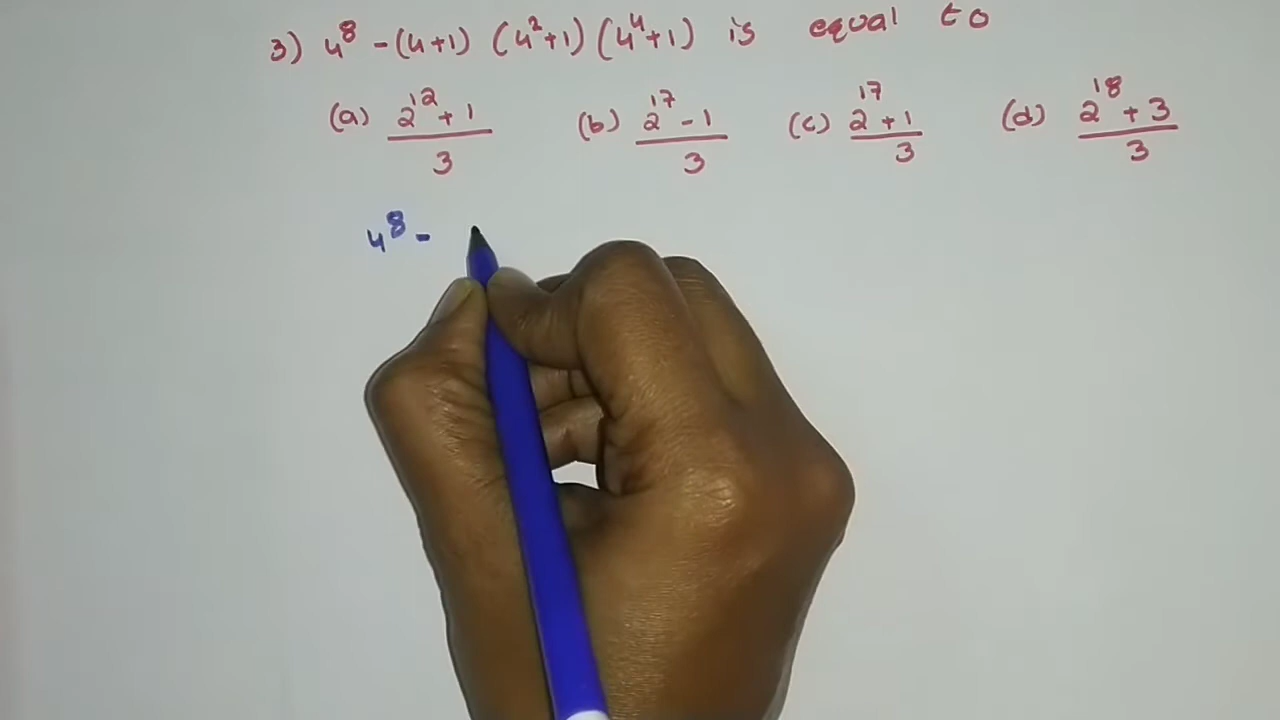 3) 4⁸ - (4+1) (4²+1) (4⁴+1) is equal to
(a) 2¹² + 1 / 3 (b) 2¹⁷ - 1 / 3 (c) 2¹⁷ + 1 / 3 (d) 2¹⁸ + 3 / 3
4⁸ -